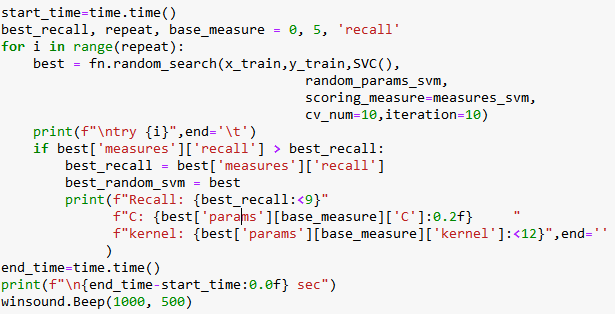 start_time=time.time()
best_recall, repeat, base_measure = 0, 5, 'recall'
for i in range(repeat):
    best = fn.random_search(x_train,y_train,SVC(),
                                      random_params_svm,
                                      scoring_measure=measures_svm,
                                      cv_num=10,iteration=10)
    print(f"\ntry {i}",end='\t')
    if best['measures']['recall'] > best_recall:
        best_recall = best['measures']['recall']
        best_random_svm = best
        print(f"Recall: {best_recall:<9}"
              f"C: {best['params'][base_measure]['C']:0.2f}     "
              f"kernel: {best['params'][base_measure]['kernel']:<12}",end=''
             )
end_time=time.time()
print(f"\n{end_time-start_time:0.0f} sec")
winsound.Beep(1000, 500)